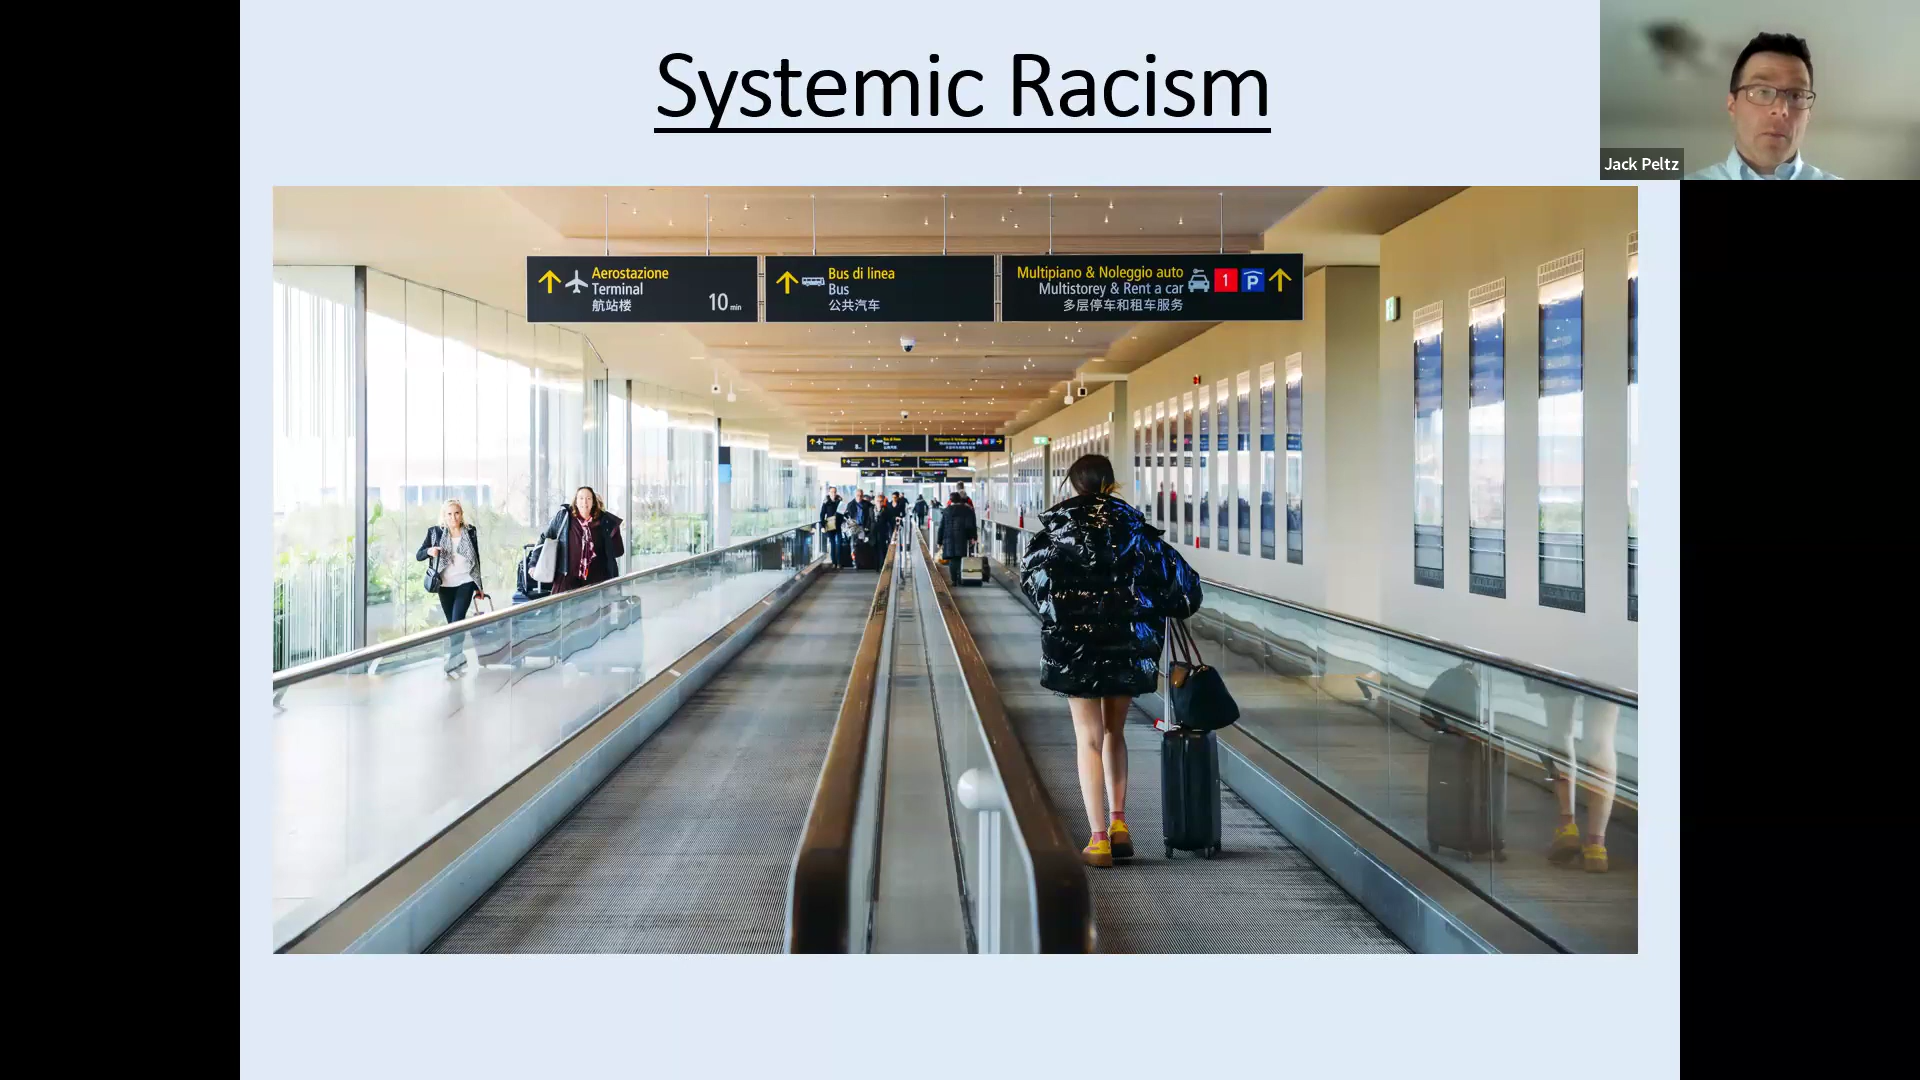 Systemic Racism
Jack Peltz
Aerostazione
Terminal
航站楼
10 min
Bus di linea
Bus
公共汽车
Multipiano & Noleggio auto
Multistorey & Rent a car
多层停车和租车服务
1
P